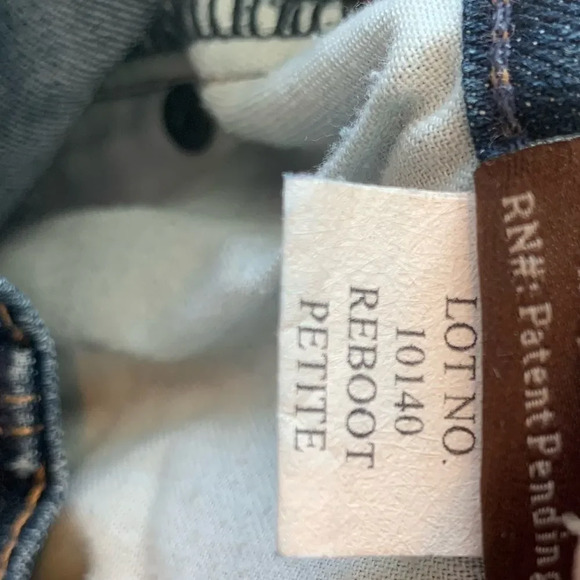 LOT NO.
10140
REBOOT
PETITE
RN#: Patent Pending